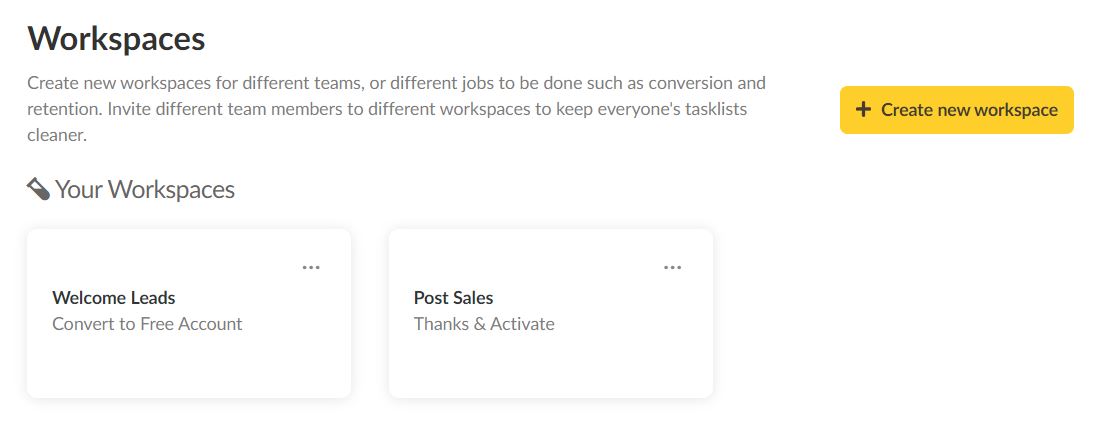 Workspaces
Create new workspaces for different teams, or different jobs to be done such as conversion and
retention. Invite different team members to different workspaces to keep everyone's tasklists
cleaner.
+ Create new workspace
Your Workspaces
Welcome Leads
Convert to Free Account
Post Sales
Thanks & Activate